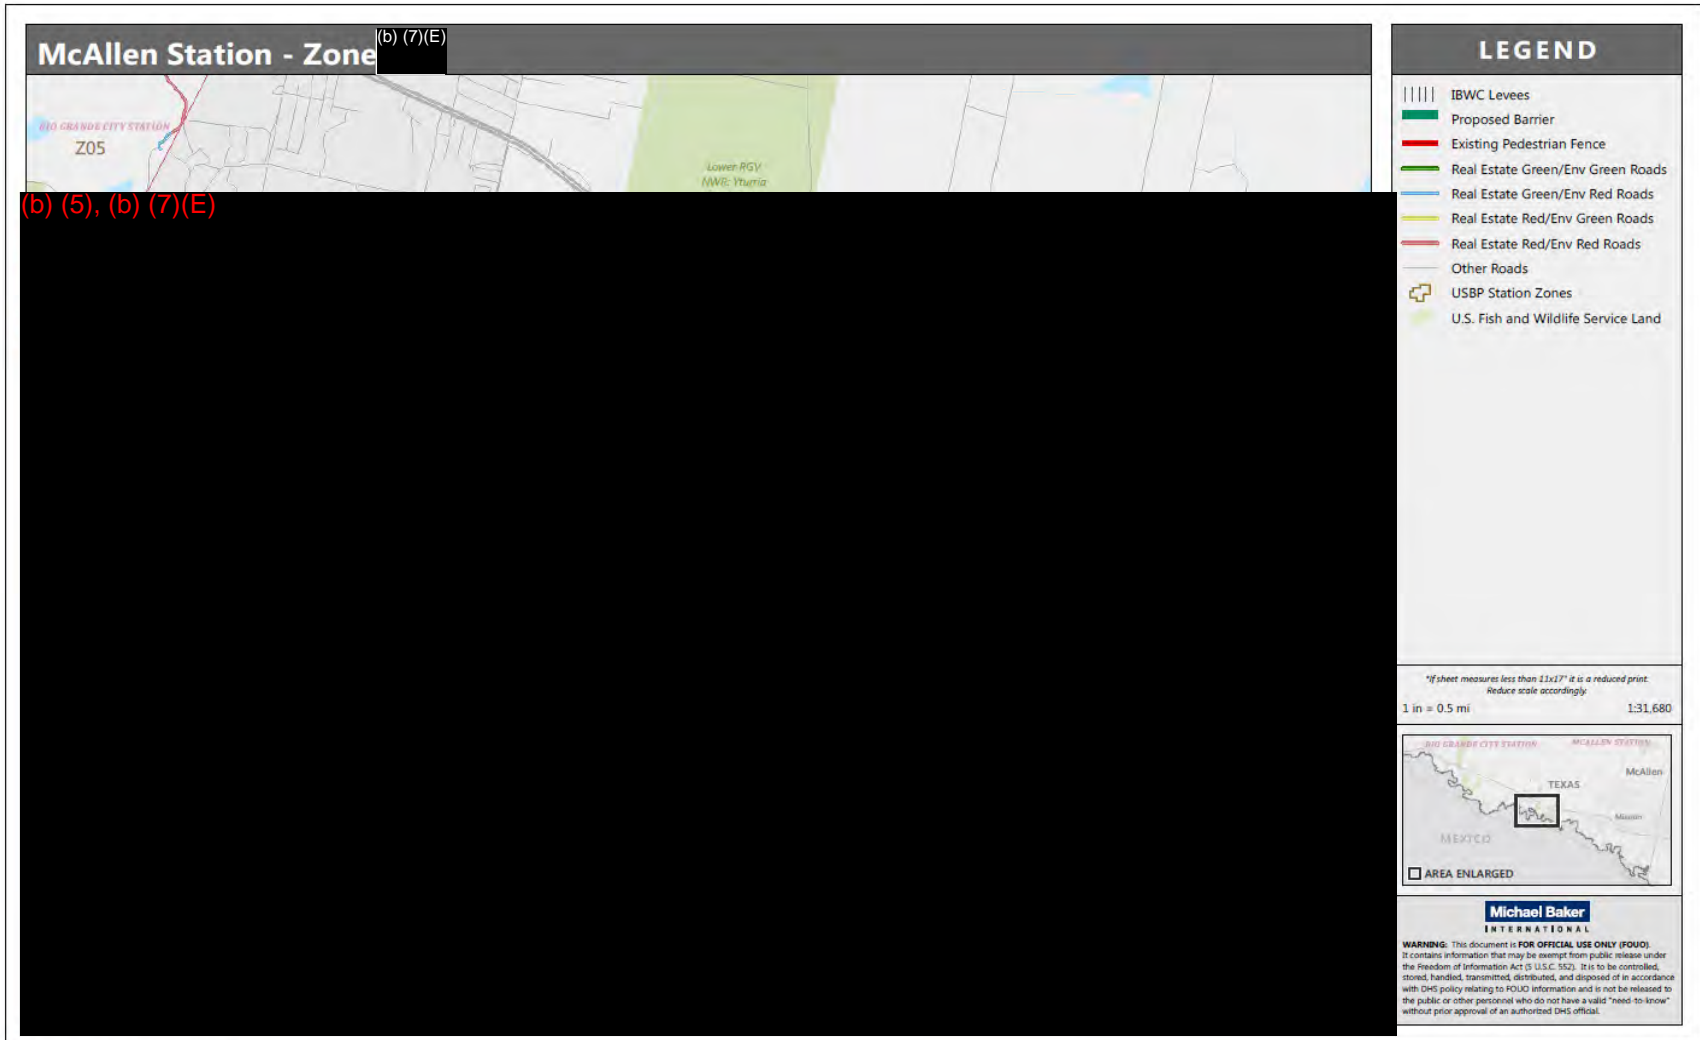 McAllen Station - Zone
(b) (7)(E)
RIO GRANDE CITY STATION
Z05
Lower RGV
NWR: Yturria
(b) (5), (b) (7)(E)
LEGEND
IBWC Levees
Proposed Barrier
Existing Pedestrian Fence
Real Estate Green/Env Green Roads
Real Estate Green/Env Red Roads
Real Estate Red/Env Green Roads
Real Estate Red/Env Red Roads
Other Roads
USBP Station Zones
U.S. Fish and Wildlife Service Land
*If sheet measures less than 11x17" it is a reduced print.
Reduce scale accordingly.
1 in = 0.5 mi 1:31,680
RIO GRANDE CITY STATION MCALLEN STATION
McAllen
TEXAS
Mission
MEXICO
AREA ENLARGED
Michael Baker
INTERNATIONAL
WARNING: This document is FOR OFFICIAL USE ONLY (FOUO).
It contains information that may be exempt from public release under
the Freedom of Information Act (5 U.S.C. 552). It is to be controlled,
stored, handled, transmitted, distributed, and disposed of in accordance
with DHS policy relating to FOUO information and is not be released to
the public or other personnel who do not have a valid "need-to-know"
without prior approval of an authorized DHS official.